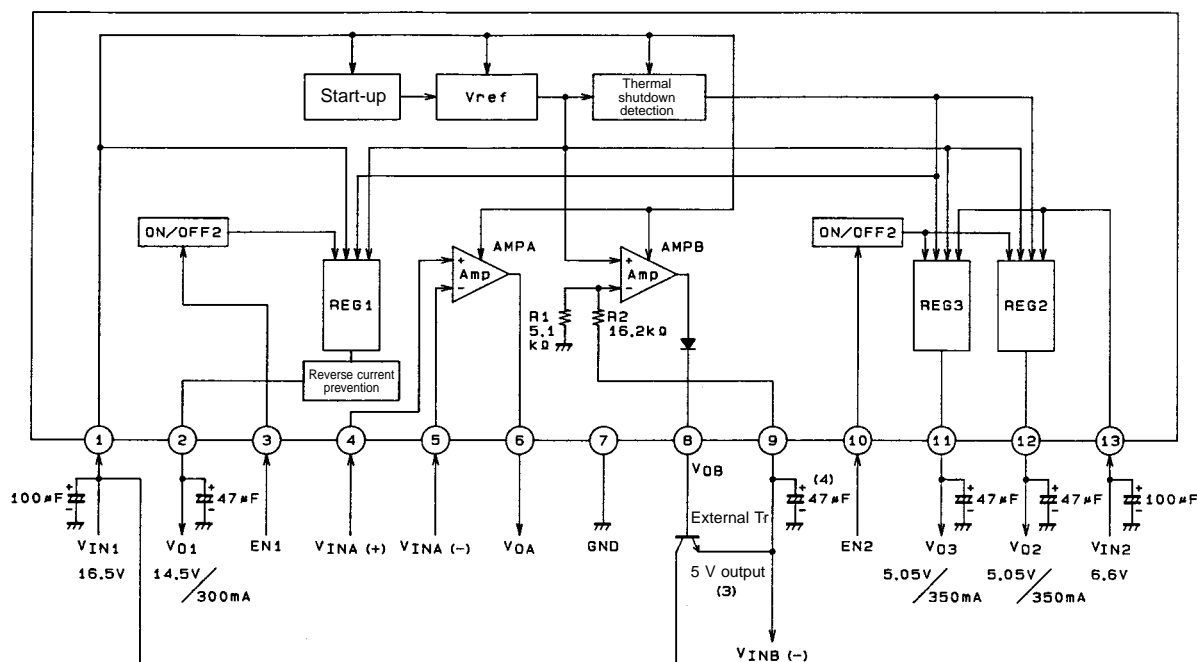 Start-up
Vref
Thermal
shutdown
detection
ON/OFF2
AMPA
AMPB
ON/OFF2
+
Amp
-
+
Amp
-
REG1
REG3
REG2
R1
5.1
kΩ
R2
16.2kΩ
Reverse current
prevention
1
2
3
4
5
6
7
8
9
10
11
12
13
VOB
(4)
100μF
+
-
47μF
+
-
47μF
+
-
47μF
+
-
47μF
+
-
100μF
+
-
External Tr
VIN1
VO1
EN1
VINA (+)
VINA (-)
VOA
GND
EN2
VO3
VO2
VIN2
16.5V
14.5V
/300mA
5 V output
(3)
5.05V
/350mA
5.05V
/350mA
6.6V
VINB (-)